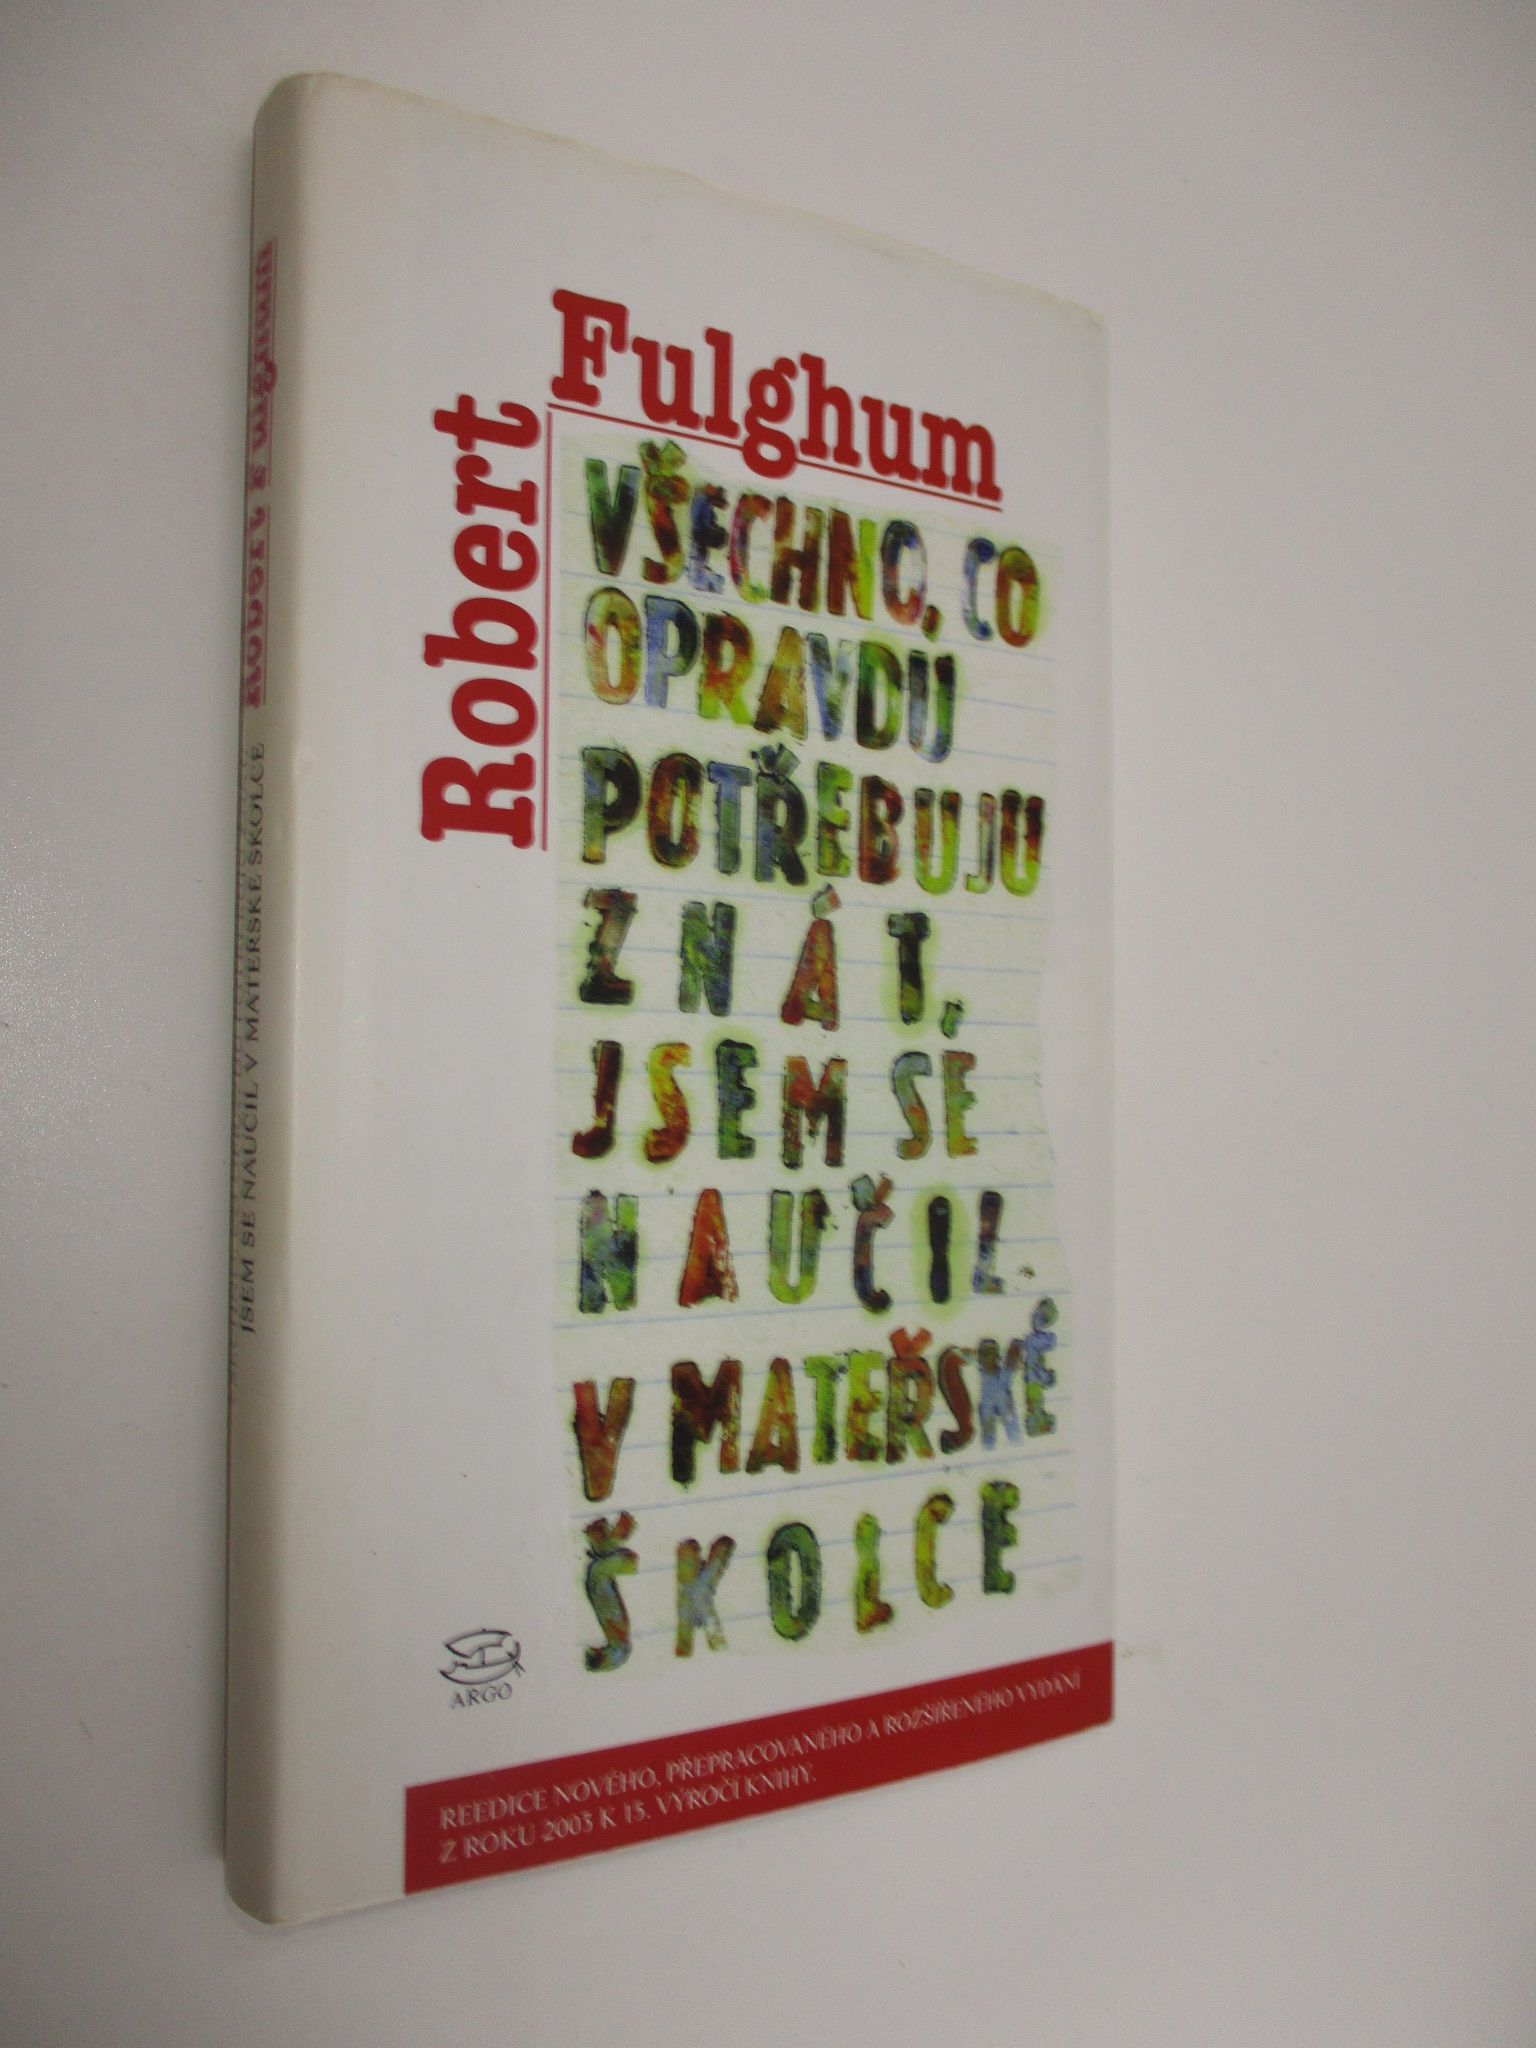 Robert
Fulghum
VŠECHNO, CO
OPRAVDU
POTŘEBUJU
ZNÁT,
JSEM SE
NAUČIL
V MATEŘSKÉ
ŠKOLCE
ARGO
REEDICE NOVÉHO, PŘEPRACOVANÉHO A ROZŠÍŘENÉHO VYDÁNÍ
Z ROKU 2003 K 15. VÝROČÍ KNIHY.
Robert Fulghum
JSEM SE NAUČIL V MATEŘSKÉ ŠKOLCE